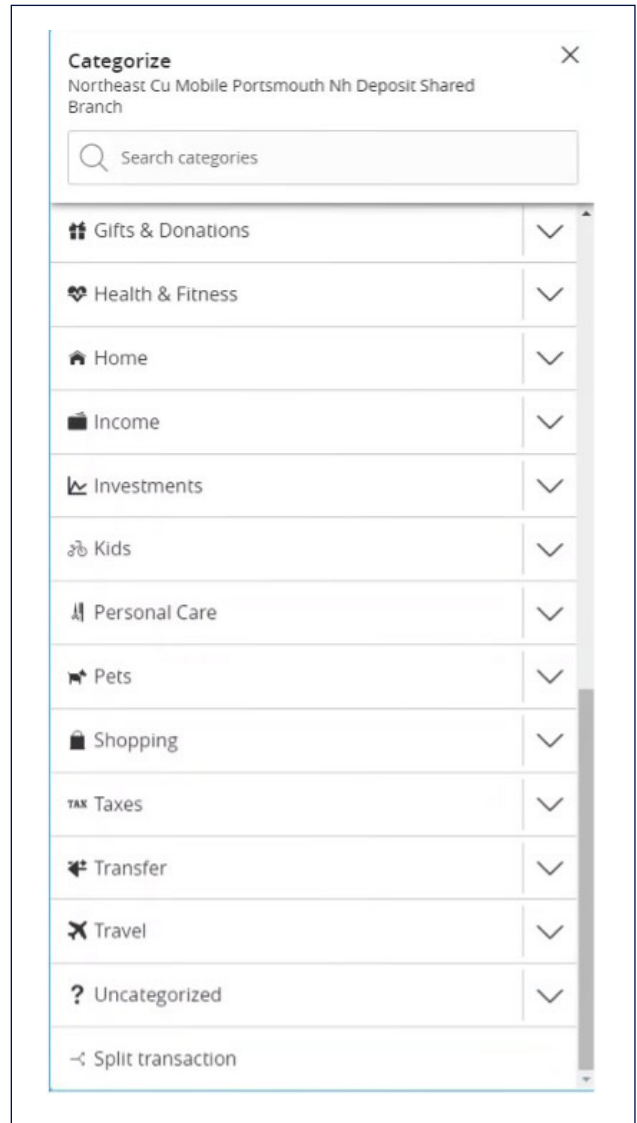 Categorize
Northeast Cu Mobile Portsmouth Nh Deposit Shared
Branch
Search categories
Gifts & Donations
Health & Fitness
Home
Income
Investments
Kids
Personal Care
Pets
Shopping
TAX Taxes
Transfer
Travel
? Uncategorized
Split transaction